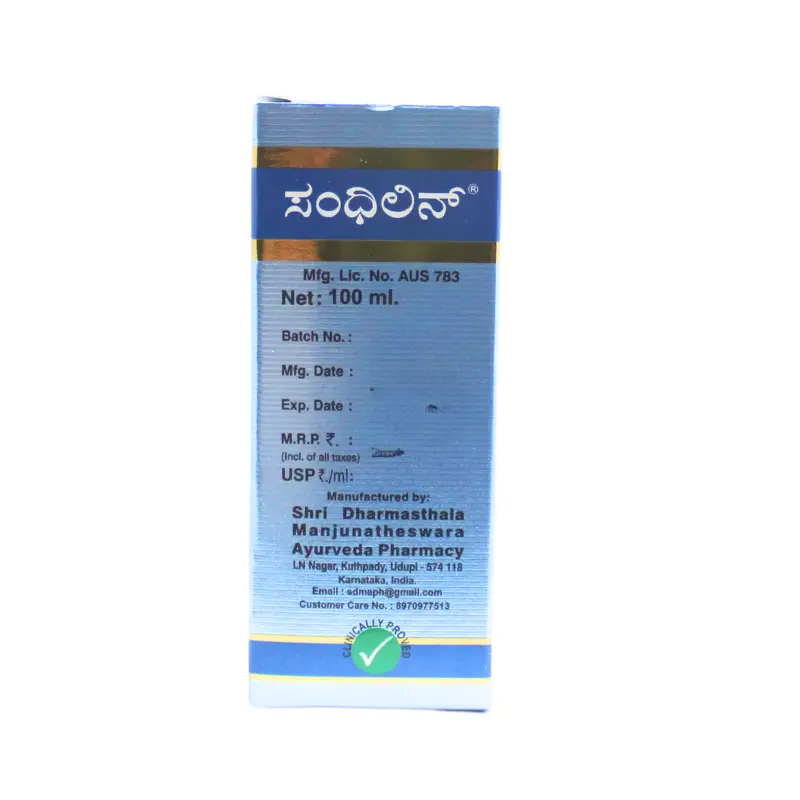 ಸಂಧಿಲಿನ್®
Mfg. Lic. No. AUS 783
Net: 100 ml.
Batch No. :
Mfg. Date :
Exp. Date :
M.R.P. ₹. :
(Incl. of all taxes)
USP ₹./ml:
Manufactured by:
Shri Dharmasthala
Manjunatheswara
Ayurveda Pharmacy
LN Nagar, Kuthpady, Udupi - 574 118
Karnataka, India.
Email : sdmaph@gmail.com
Customer Care No. : 8970977513
CLINICALLY PROVED